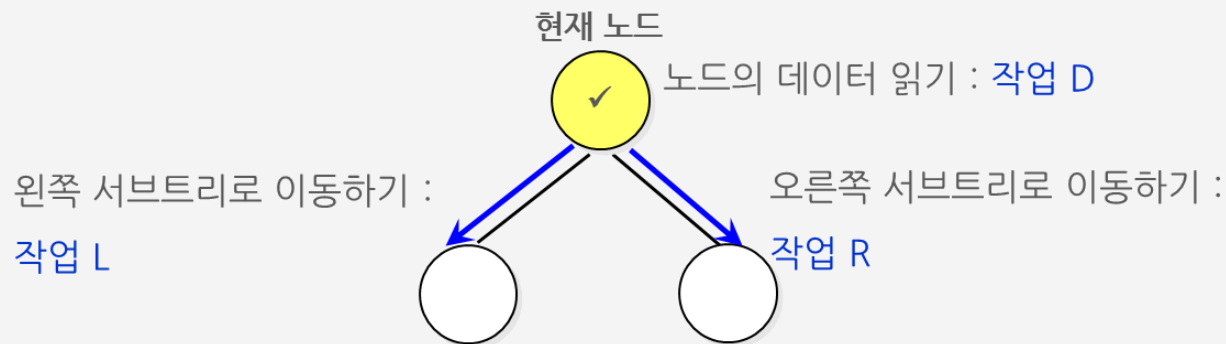 현재 노드
✓
노드의 데이터 읽기 : 작업 D
왼쪽 서브트리로 이동하기 :
작업 L
오른쪽 서브트리로 이동하기 :
작업 R